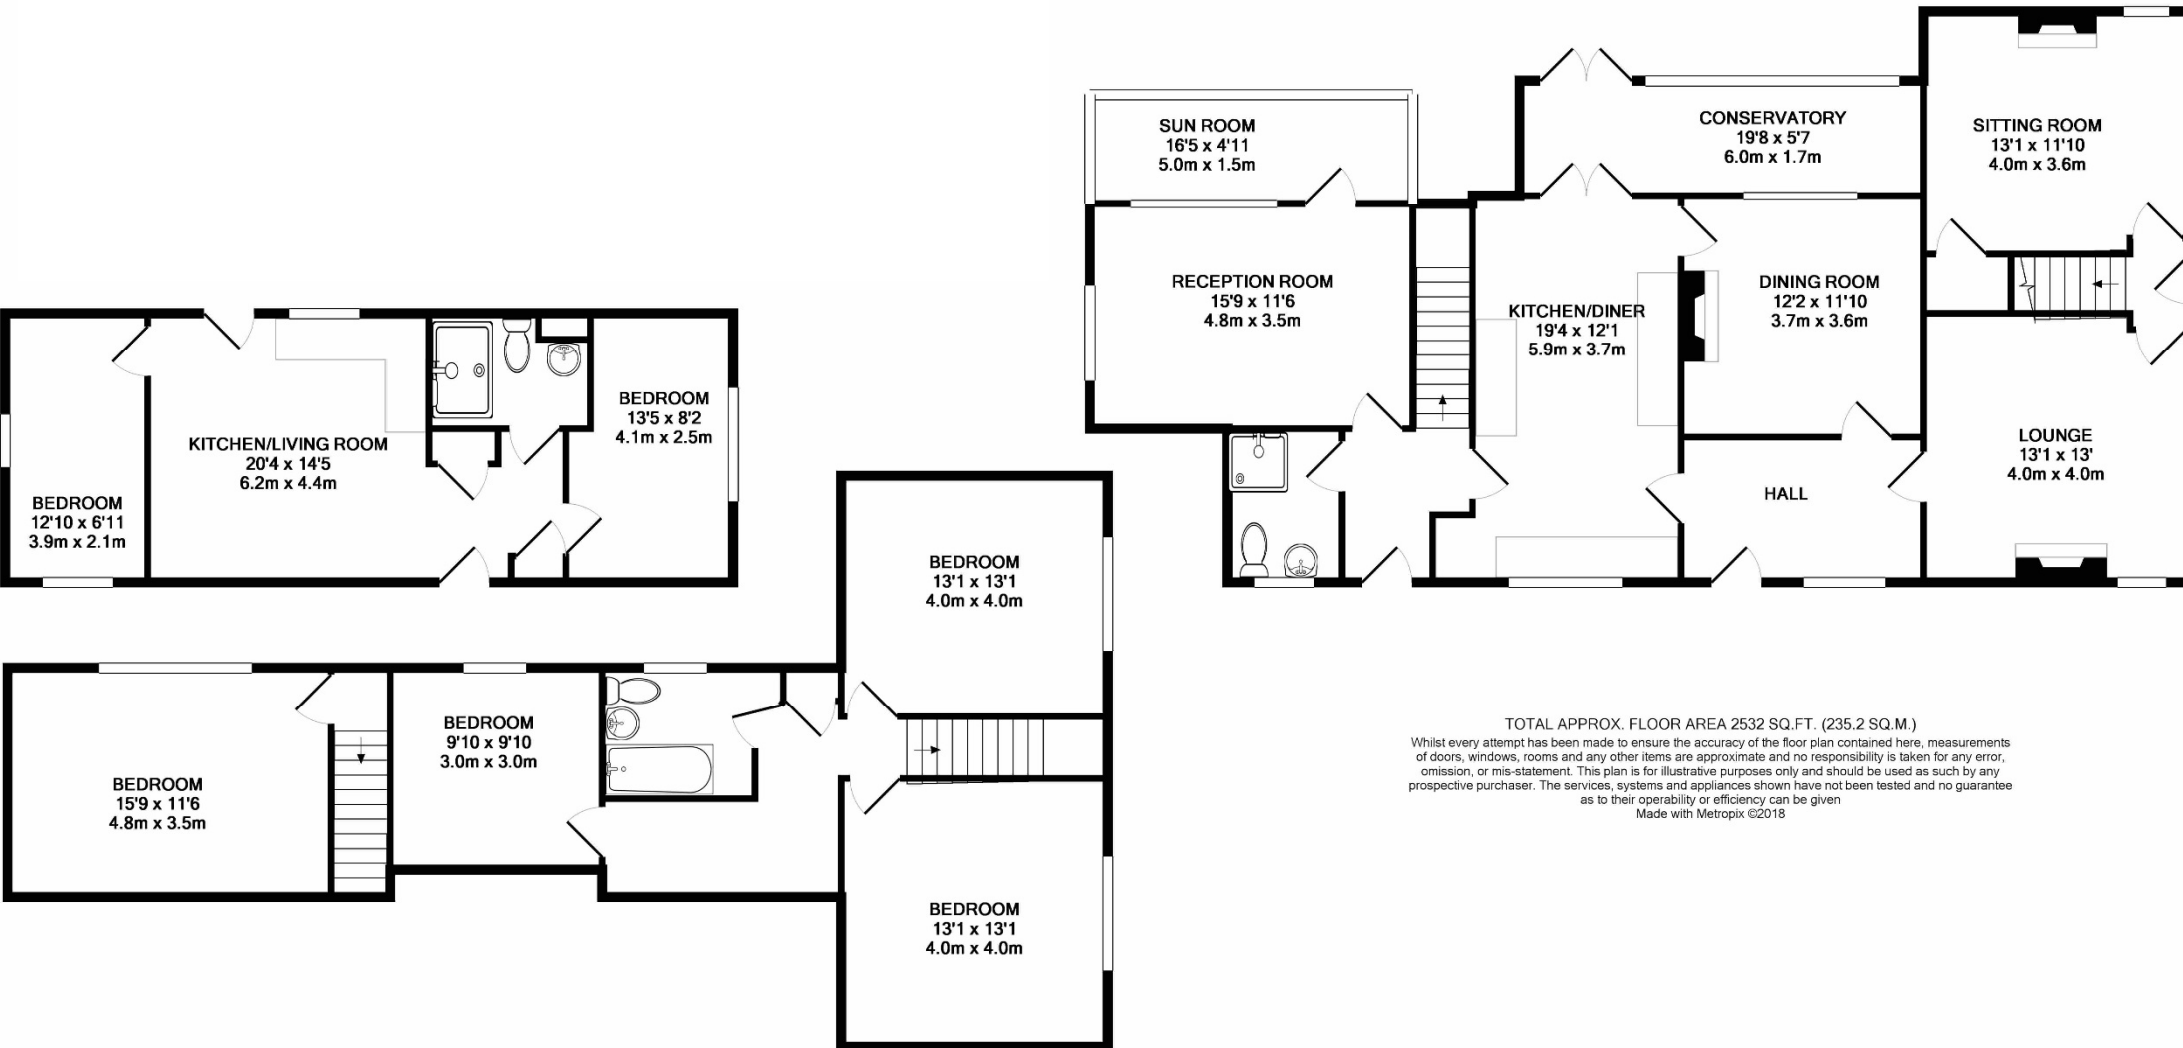 SUN ROOM
16'5 x 4'11
5.0m x 1.5m
CONSERVATORY
19'8 x 5'7
6.0m x 1.7m
SITTING ROOM
13'1 x 11'10
4.0m x 3.6m
RECEPTION ROOM
15'9 x 11'6
4.8m x 3.5m
KITCHEN/DINER
19'4 x 12'1
5.9m x 3.7m
DINING ROOM
12'2 x 11'10
3.7m x 3.6m
HALL
LOUNGE
13'1 x 13'
4.0m x 4.0m
BEDROOM
12'10 x 6'11
3.9m x 2.1m
KITCHEN/LIVING ROOM
20'4 x 14'5
6.2m x 4.4m
BEDROOM
13'5 x 8'2
4.1m x 2.5m
BEDROOM
13'1 x 13'1
4.0m x 4.0m
BEDROOM
15'9 x 11'6
4.8m x 3.5m
BEDROOM
9'10 x 9'10
3.0m x 3.0m
BEDROOM
13'1 x 13'1
4.0m x 4.0m
TOTAL APPROX. FLOOR AREA 2532 SQ.FT. (235.2 SQ.M.)
Whilst every attempt has been made to ensure the accuracy of the floor plan contained here, measurements
of doors, windows, rooms and any other items are approximate and no responsibility is taken for any error,
omission, or mis-statement. This plan is for illustrative purposes only and should be used as such by any
prospective purchaser. The services, systems and appliances shown have not been tested and no guarantee
as to their operability or efficiency can be given
Made with Metropix ©2018